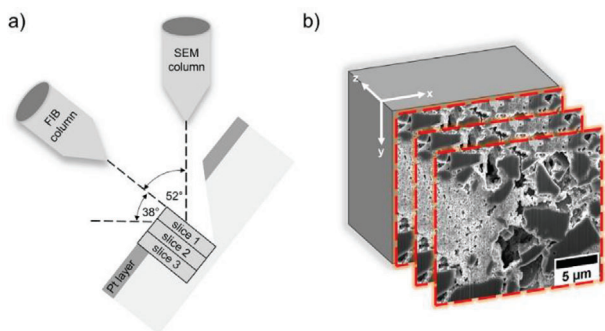 a)
SEM
column
FIB
column
52°
38°
slice 1
slice 2
slice 3
Pt layer
b)
z
x
y
5 µm